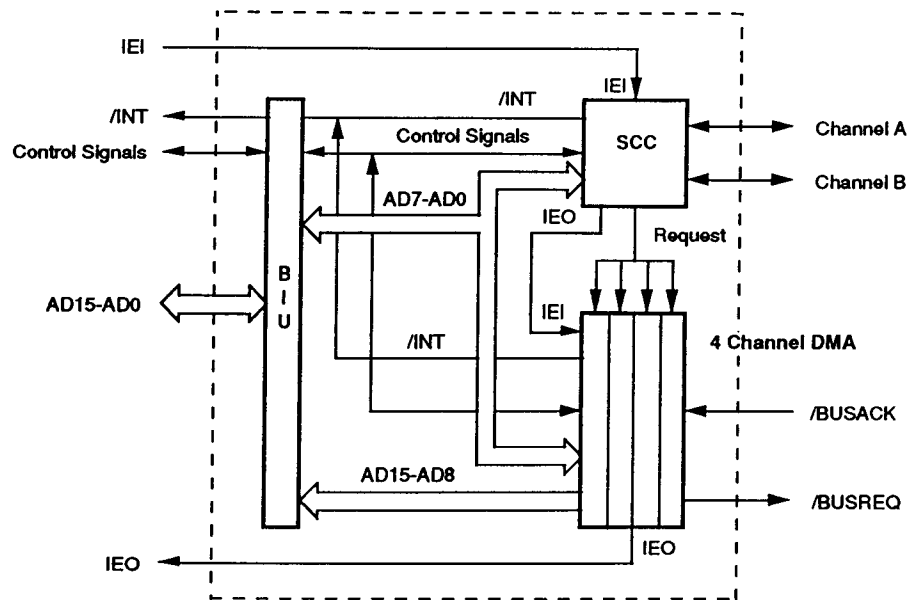 IEI
IEI
/INT
/INT
Control Signals
Control Signals
SCC
Channel A
Channel B
AD7-AD0
IEO
Request
B
I
U
AD15-AD0
IEI
/INT
4 Channel DMA
/BUSACK
AD15-AD8
/BUSREQ
IEO
IEO